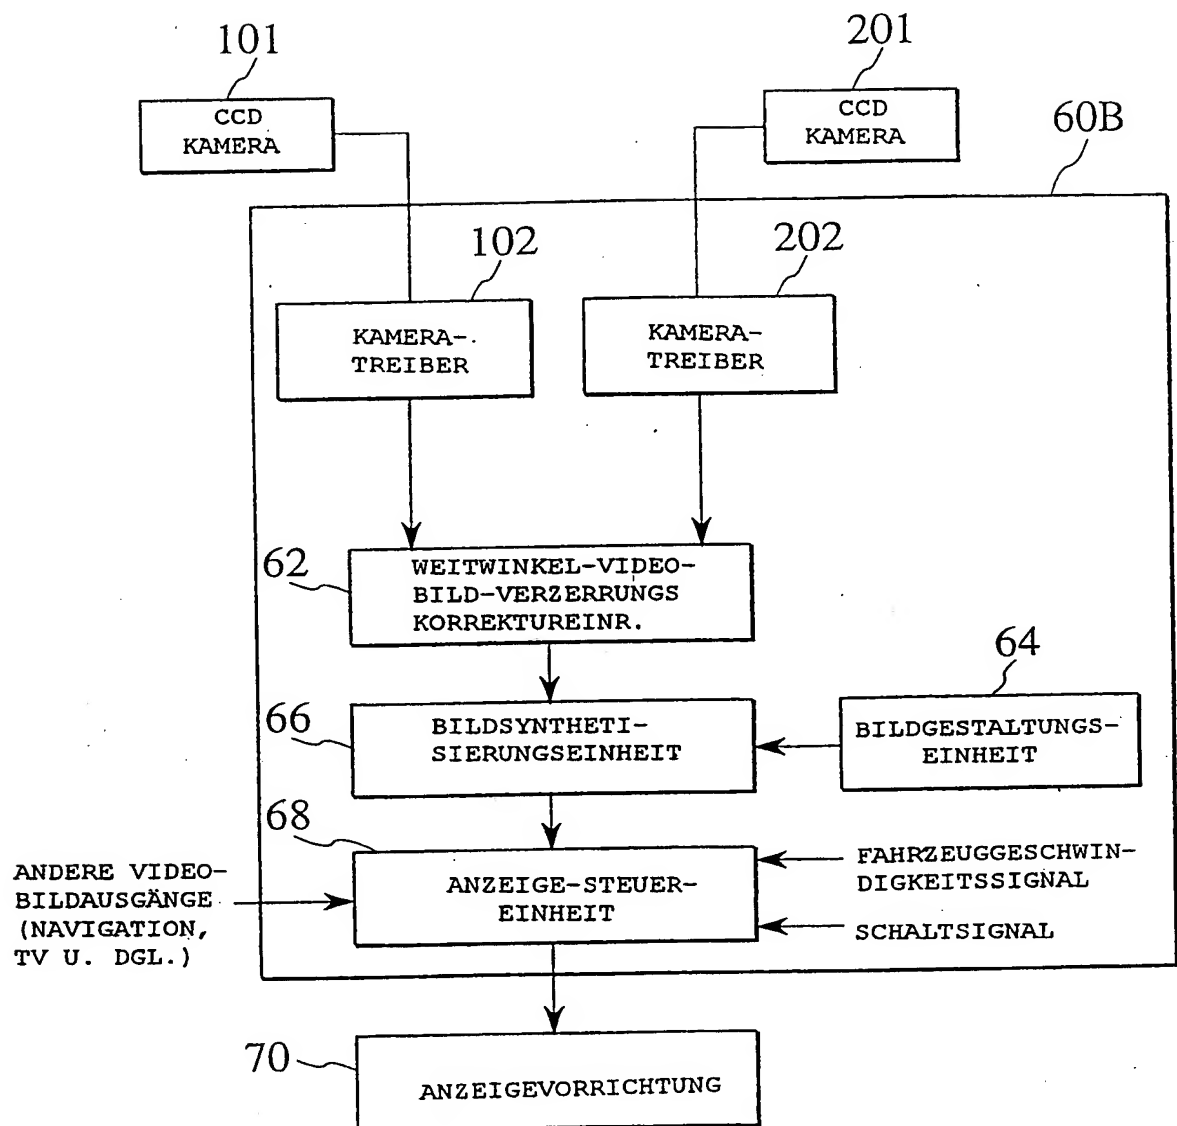 101
201
CCD
KAMERA
CCD
KAMERA
60B
102
202
KAMERA-
TREIBER
KAMERA-
TREIBER
62
WEITWINKEL-VIDEO-
BILD-VERZERRUNGS
KORREKTUREINR.
64
66
BILDSYNTHETI-
SIERUNGSEINHEIT
BILDGESTALTUNGS-
EINHEIT
68
ANDERE VIDEO-
BILDAUSGÄNGE
(NAVIGATION,
TV U. DGL.)
ANZEIGE-STEUER-
EINHEIT
FAHRZEUGGESCHWIN-
DIGKEITSSIGNAL
SCHALTSIGNAL
70
ANZEIGEVORRICHTUNG